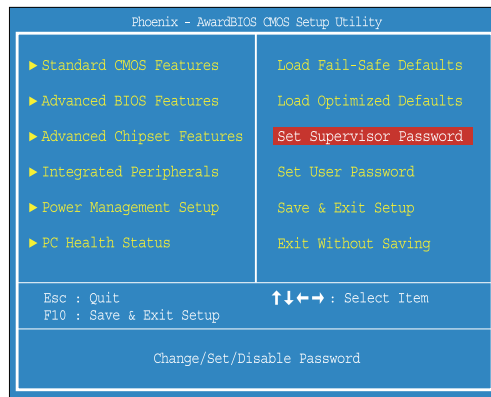 Phoenix - AwardBIOS CMOS Setup Utility
▶ Standard CMOS Features
▶ Advanced BIOS Features
▶ Advanced Chipset Features
▶ Integrated Peripherals
▶ Power Management Setup
▶ PC Health Status
Load Fail-Safe Defaults
Load Optimized Defaults
Set Supervisor Password
Set User Password
Save & Exit Setup
Exit Without Saving
Esc : Quit
F10 : Save & Exit Setup
↑↓←→ : Select Item
Change/Set/Disable Password